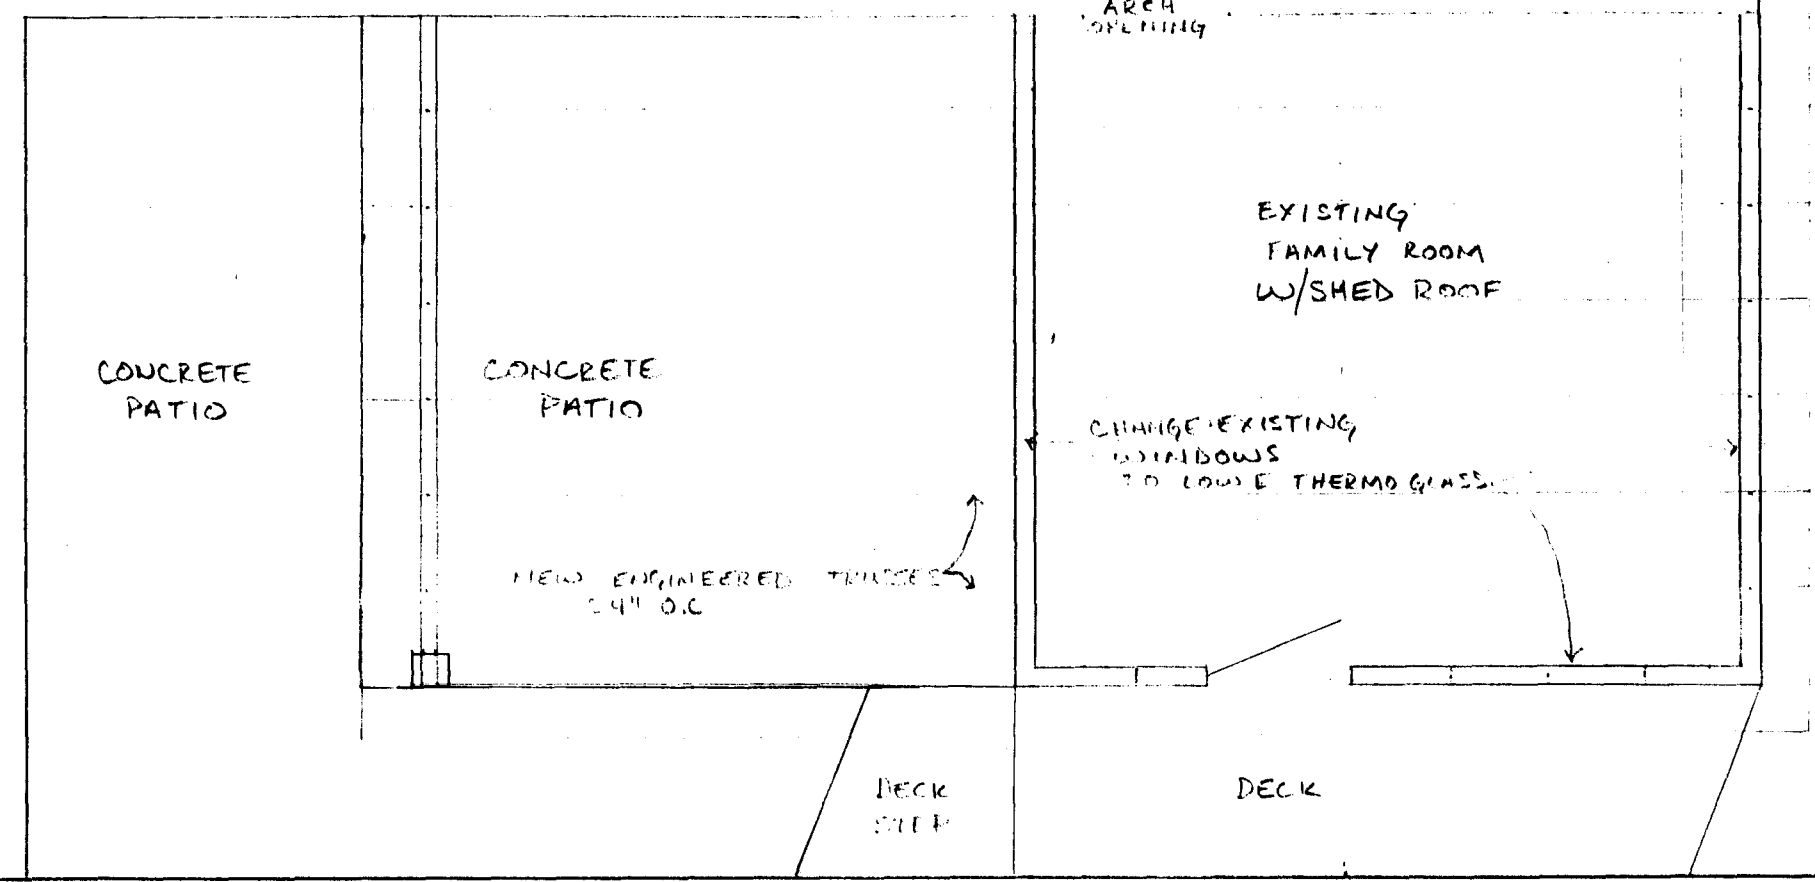 ARCH
OPENING
EXISTING
FAMILY ROOM
W/SHED ROOF
CONCRETE
PATIO
CONCRETE
PATIO
CHANGE EXISTING
WINDOWS
TO LOW E THERMO GLASS
NEW ENGINEERED TRUSSES
24" O.C
DECK
STEP
DECK